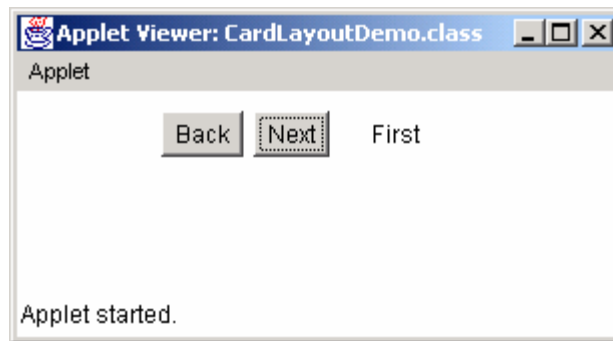 Applet Viewer: CardLayoutDemo.class
Applet
Back Next First
Applet started.